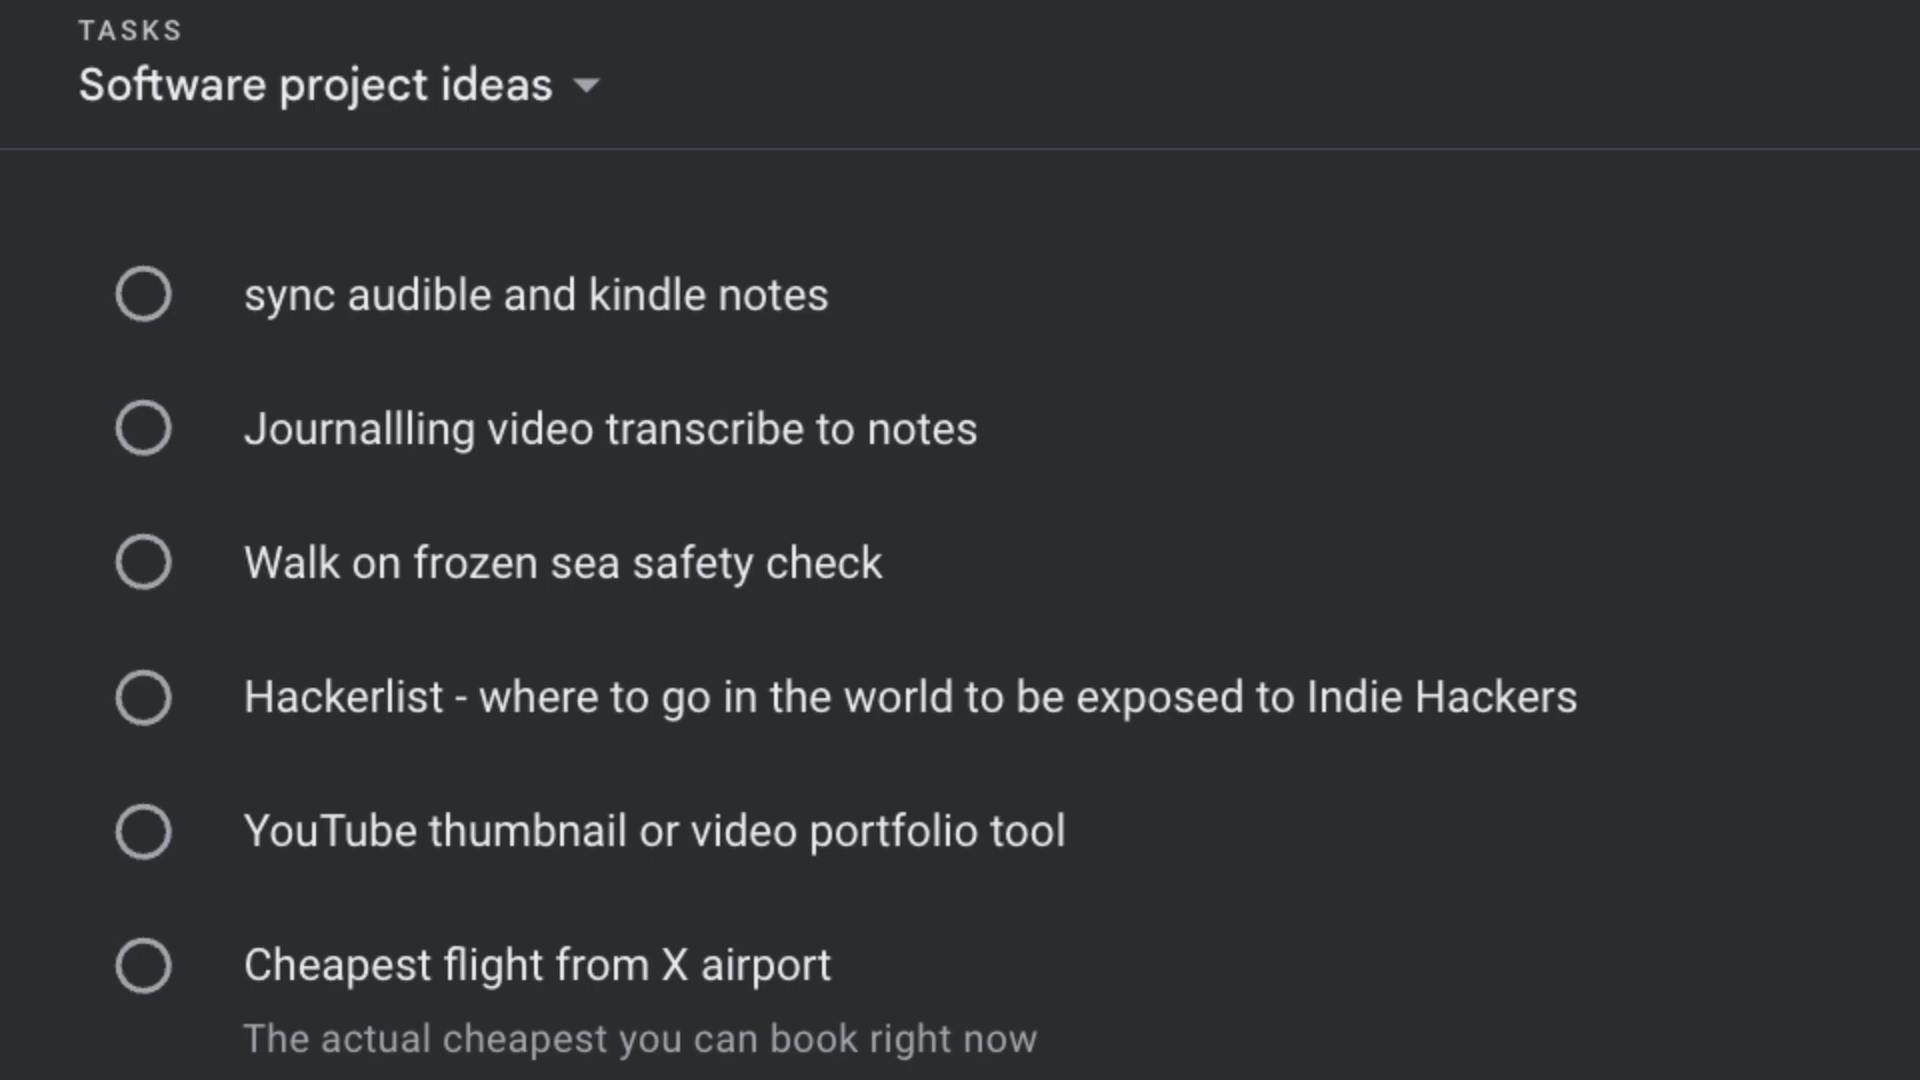 TASKS
Software project ideas
sync audible and kindle notes
Journallling video transcribe to notes
Walk on frozen sea safety check
Hackerlist - where to go in the world to be exposed to Indie Hackers
YouTube thumbnail or video portfolio tool
Cheapest flight from X airport
The actual cheapest you can book right now